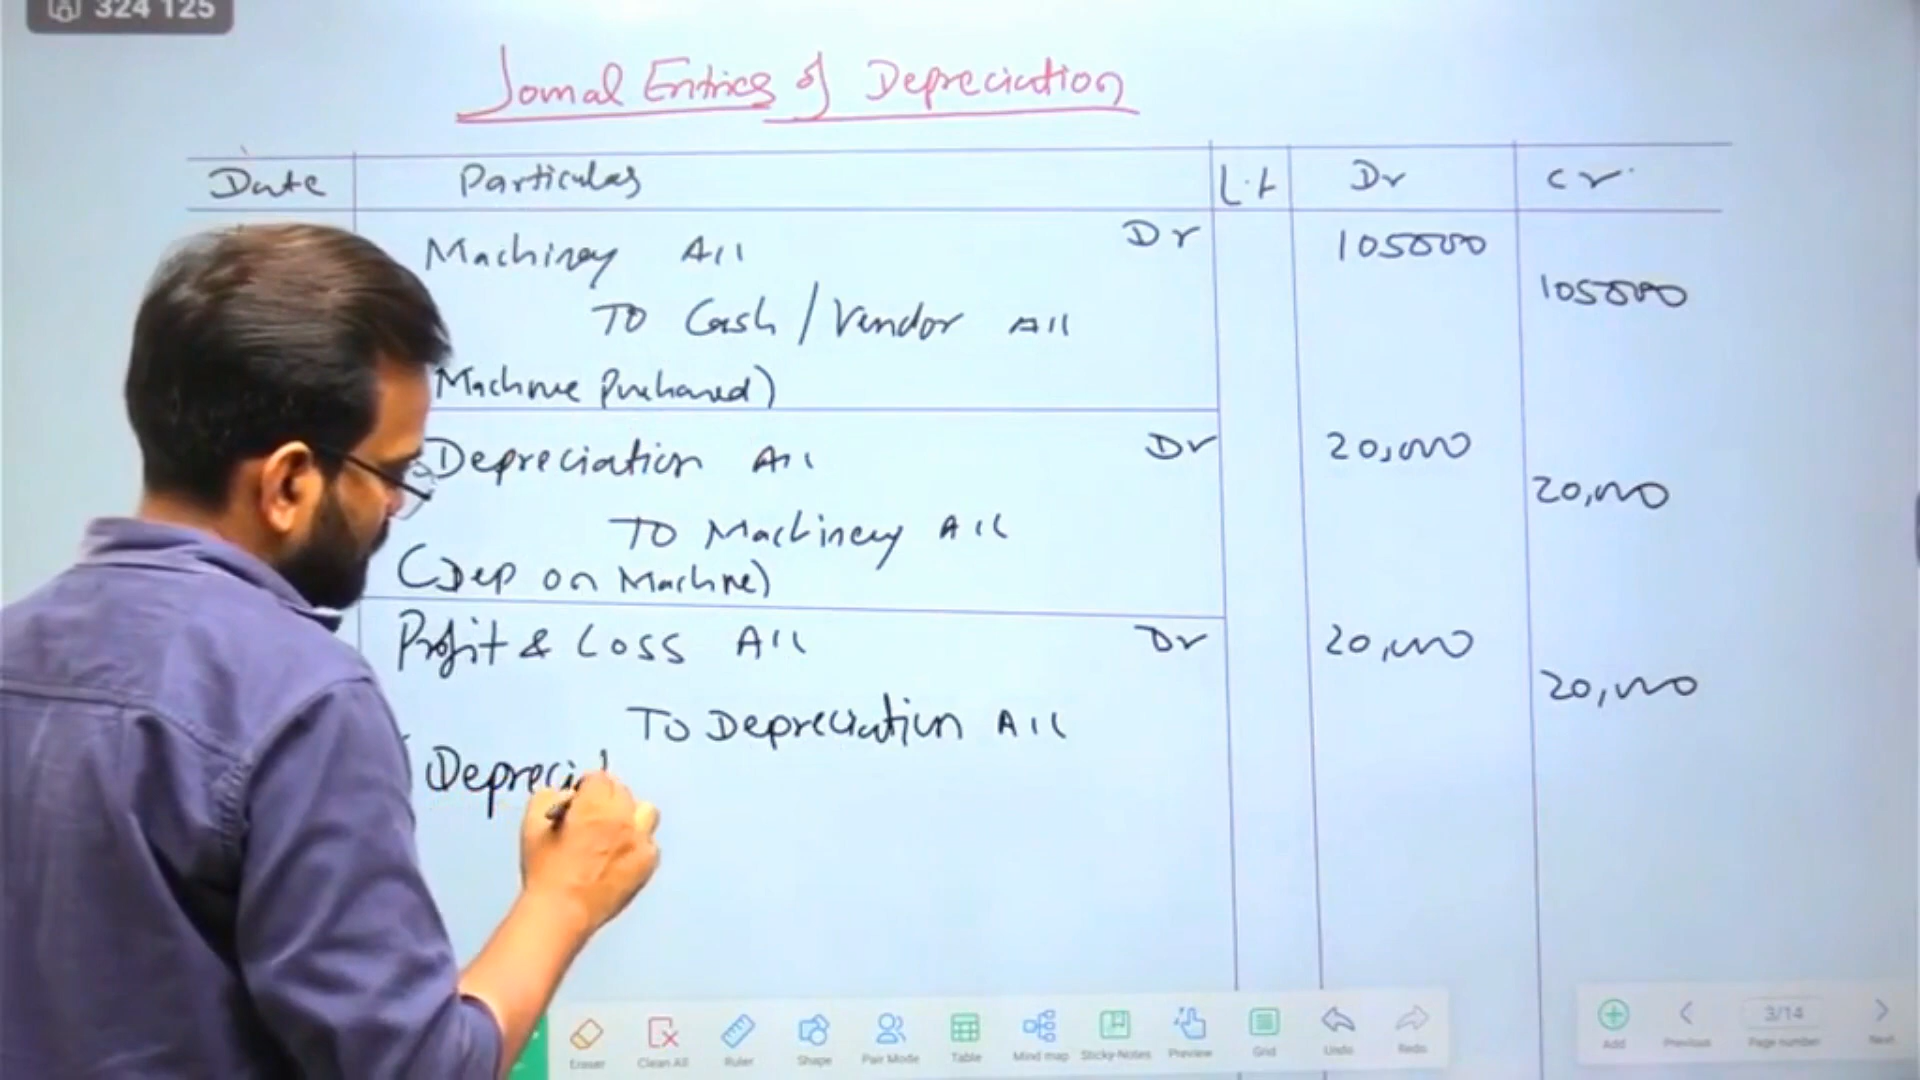 324 125
Jornal Entries of Depreciation
Date Particulas L.f Dr Cr.
Machinery A/c Dr 105000
To Cash / Vendor A/c 105000
Machine Purchased)
Depreciation A/c Dr 20,000
To Machinery A/c 20,000
(Dep on Machine)
Profit & Loss A/c Dr 20,000
To Depreciation A/c 20,000
(Depreciat
Eraser Clean All Ruler Shape Pair Mode Table Mind map Sticky-Notes Preview Grid Undo Redo Add Previous 3/14 Page number Next